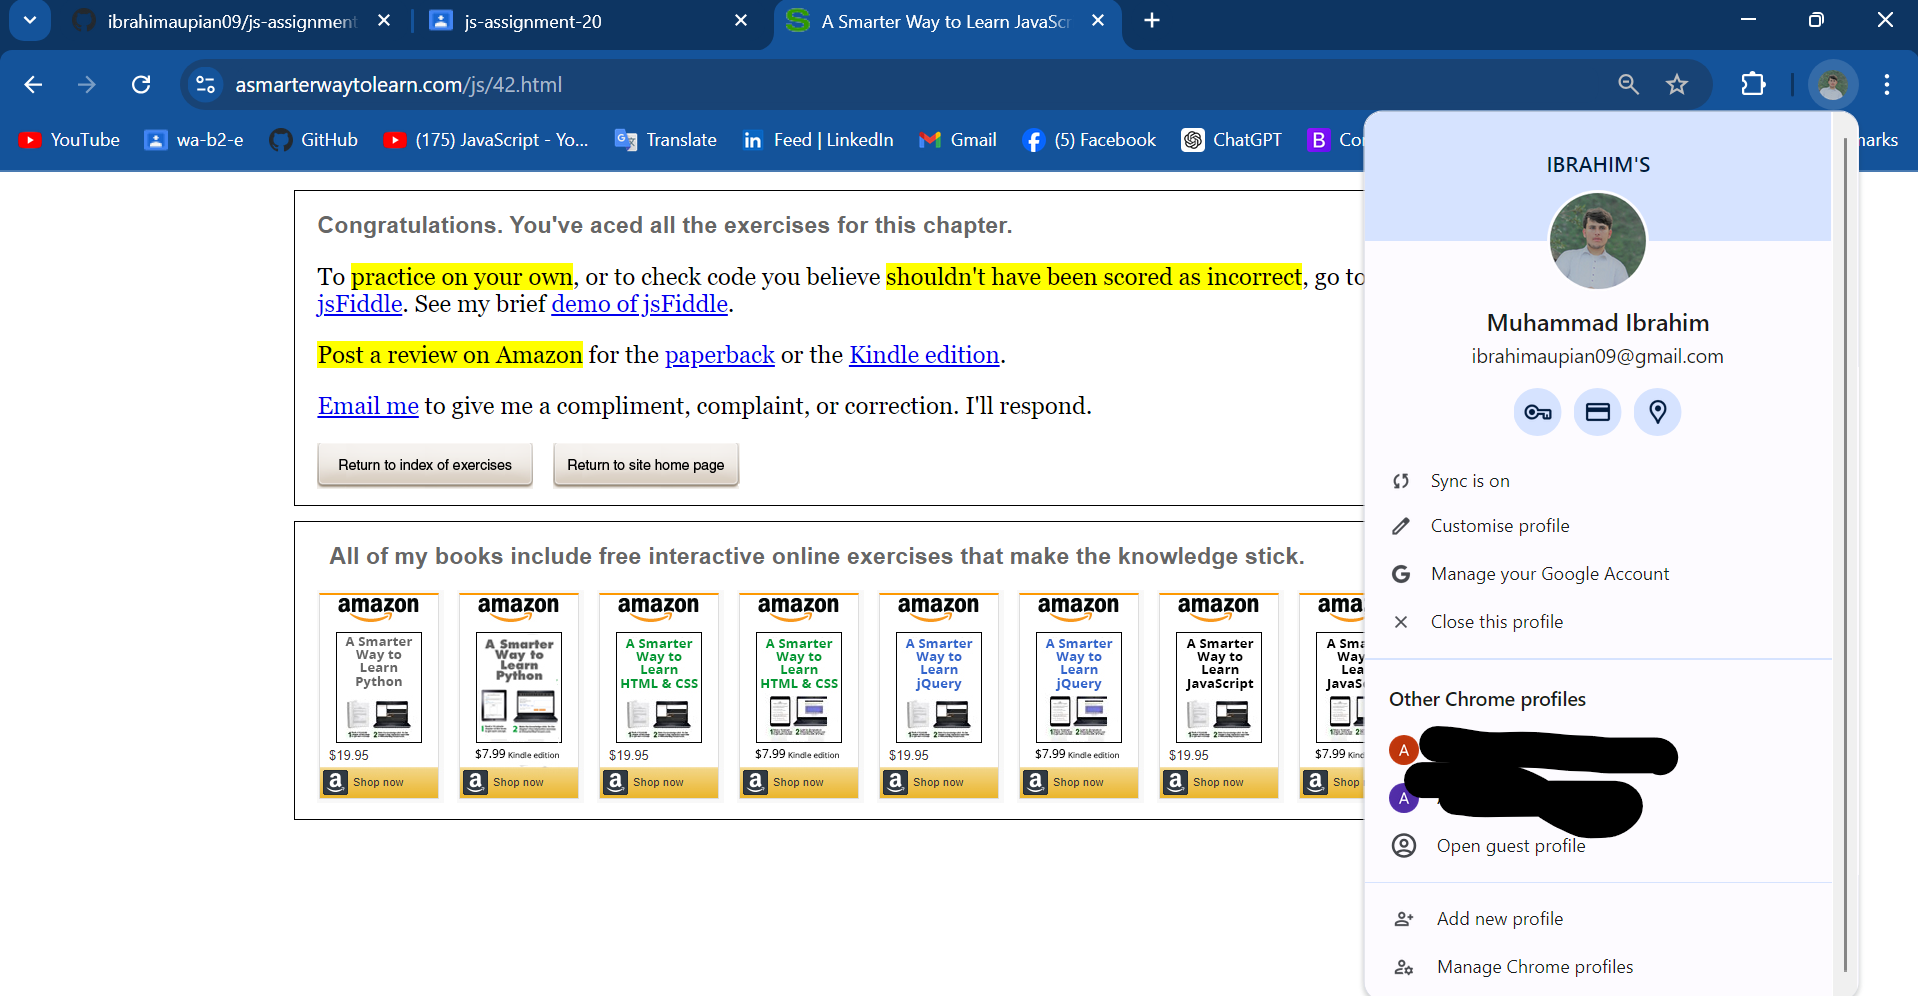 ibrahimaupian09/js-assignment
js-assignment-20
A Smarter Way to Learn JavaScr
asmarterwaytolearn.com/js/42.html
YouTube
wa-b2-e
GitHub
(175) JavaScript - Yo...
Translate
Feed | LinkedIn
Gmail
(5) Facebook
ChatGPT
B Co
Congratulations. You've aced all the exercises for this chapter.
To practice on your own, or to check code you believe shouldn't have been scored as incorrect, go to
jsFiddle. See my brief demo of jsFiddle.
Post a review on Amazon for the paperback or the Kindle edition.
Email me to give me a compliment, complaint, or correction. I'll respond.
Return to index of exercises
Return to site home page
All of my books include free interactive online exercises that make the knowledge stick.
amazon
A Smarter
Way to
Learn
Python
$19.95
a Shop now
amazon
A Smarter
Way to
Learn
Python
$7.99 Kindle edition
a Shop now
amazon
A Smarter
Way to
Learn
HTML & CSS
$19.95
a Shop now
amazon
A Smarter
Way to
Learn
HTML & CSS
$7.99 Kindle edition
a Shop now
amazon
A Smarter
Way to
Learn
jQuery
$19.95
a Shop now
amazon
A Smarter
Way to
Learn
jQuery
$7.99 Kindle edition
a Shop now
amazon
A Smarter
Way to
Learn
JavaScript
$19.95
a Shop now
ama
A Sma
Way
Lea
JavaSc
$7.99 Kindl
a Shop
IBRAHIM'S
Muhammad Ibrahim
ibrahimaupian09@gmail.com
Sync is on
Customise profile
Manage your Google Account
Close this profile
Other Chrome profiles
A
A
Open guest profile
Add new profile
Manage Chrome profiles